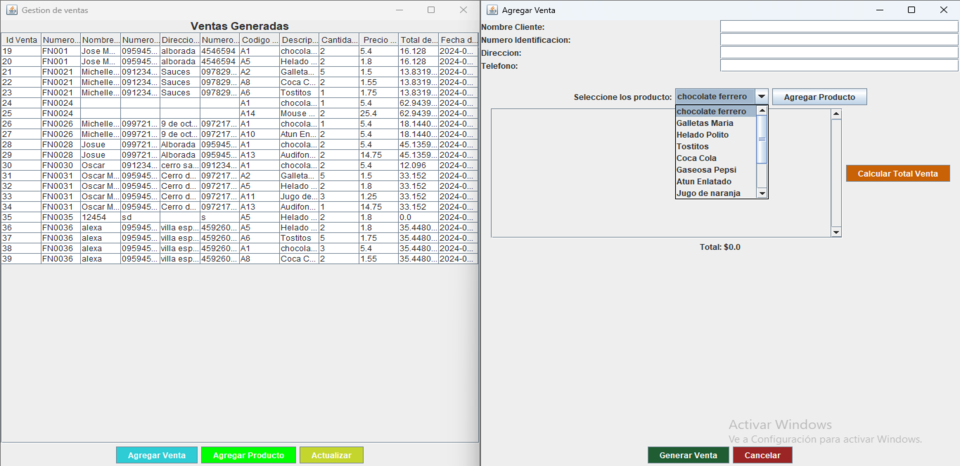 Gestion de ventas
Ventas Generadas
Id Venta Numero... Nombre... Numero... Direccio... Numero... Codigo ... Descrip... Cantida... Precio ... Total de... Fecha d...
19 FN001 Jose M... 095945... alborada 4546594 A1 chocola... 2 5.4 16.128 2024-0...
20 FN001 Jose M... 095945... alborada 4546594 A5 Helado ... 2 1.8 16.128 2024-0...
21 FN0021 Michelle... 091234... Sauces 097829... A2 Galleta... 5 1.5 13.8319... 2024-0...
22 FN0021 Michelle... 091234... Sauces 097829... A8 Coca C... 2 1.55 13.8319... 2024-0...
23 FN0021 Michelle... 091234... Sauces 097829... A6 Tostitos 1 1.75 13.8319... 2024-0...
24 FN0024 A1 chocola... 1 5.4 62.9439... 2024-0...
25 FN0024 A14 Mouse ... 2 25.4 62.9439... 2024-0...
26 FN0026 Michelle... 099721... 9 de oct... 097217... A1 chocola... 1 5.4 18.1440... 2024-0...
27 FN0026 Michelle... 099721... 9 de oct... 097217... A10 Atun En... 2 5.4 18.1440... 2024-0...
28 FN0028 Josue 099721... Alborada 095945... A1 chocola... 2 5.4 45.1359... 2024-0...
29 FN0028 Josue 099721... Alborada 095945... A13 Audifon... 2 14.75 45.1359... 2024-0...
30 FN0030 Oscar 091234... cerro sa... 091234... A1 chocola... 2 5.4 12.096 2024-0...
31 FN0031 Oscar M... 095945... Cerro d... 097217... A2 Galleta... 5 1.5 33.152 2024-0...
32 FN0031 Oscar M... 095945... Cerro d... 097217... A5 Helado ... 2 1.8 33.152 2024-0...
33 FN0031 Oscar M... 095945... Cerro d... 097217... A11 Jugo de... 3 1.25 33.152 2024-0...
34 FN0031 Oscar M... 095945... Cerro d... 097217... A13 Audifon... 1 14.75 33.152 2024-0...
35 FN0035 12454 sd s A5 Helado ... 2 1.8 0.0 2024-0...
36 FN0036 alexa 095945... villa esp... 459260... A5 Helado ... 2 1.8 35.4480... 2024-0...
37 FN0036 alexa 095945... villa esp... 459260... A6 Tostitos 5 1.75 35.4480... 2024-0...
38 FN0036 alexa 095945... villa esp... 459260... A1 chocola... 3 5.4 35.4480... 2024-0...
39 FN0036 alexa 095945... villa esp... 459260... A8 Coca C... 2 1.55 35.4480... 2024-0...
Agregar Venta Agregar Producto Actualizar
Agregar Venta
Nombre Cliente:
Numero Identificacion:
Direccion:
Telefono:
Seleccione los producto: chocolate ferrero Agregar Producto
chocolate ferrero
Galletas Maria
Helado Polito
Tostitos
Coca Cola
Gaseosa Pepsi
Atun Enlatado
Jugo de naranja
Calcular Total Venta
Total: $0.0
Activar Windows
Ve a Configuración para activar Windows.
Generar Venta Cancelar